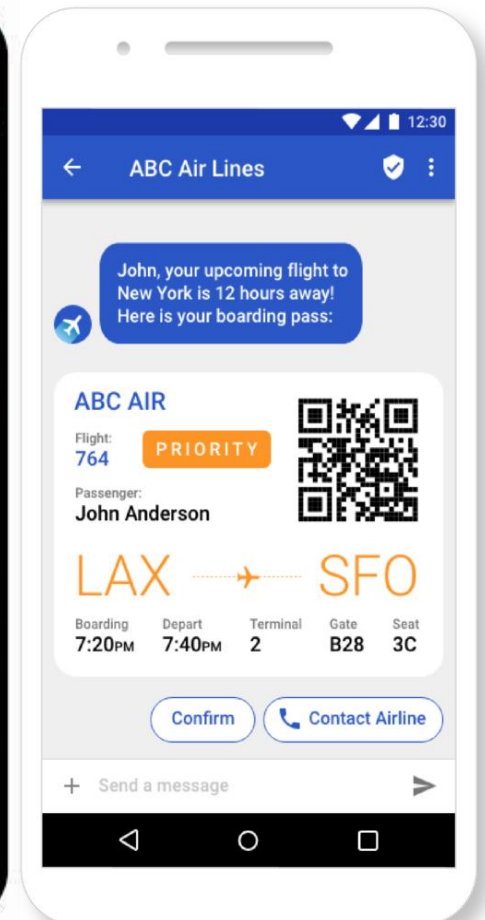 12:30
ABC Air Lines
John, your upcoming flight to
New York is 12 hours away!
Here is your boarding pass:
ABC AIR
Flight:
764
PRIORITY
Passenger:
John Anderson
LAX SFO
Boarding Depart Terminal Gate Seat
7:20PM 7:40PM 2 B28 3C
Confirm Contact Airline
+ Send a message